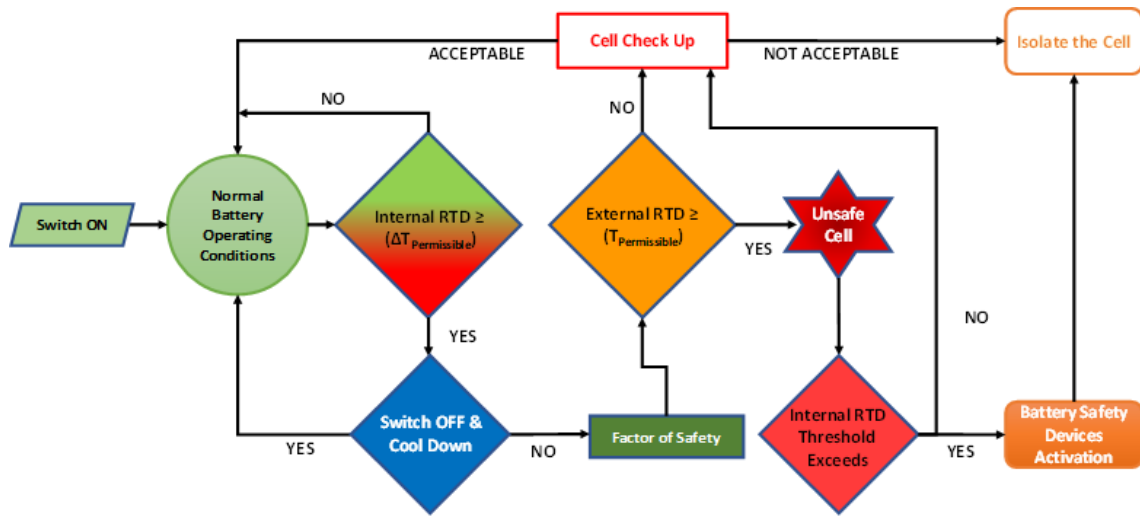 Cell Check Up
Isolate the Cell
ACCEPTABLE
NOT ACCEPTABLE
NO
NO
Switch ON
Normal
Battery
Operating
Conditions
Internal RTD ≥
(ΔTPermissible)
External RTD ≥
(TPermissible)
YES
Unsafe
Cell
YES
NO
Switch OFF &
Cool Down
YES
NO
Factor of Safety
Internal RTD
Threshold
Exceeds
YES
Battery Safety
Devices
Activation